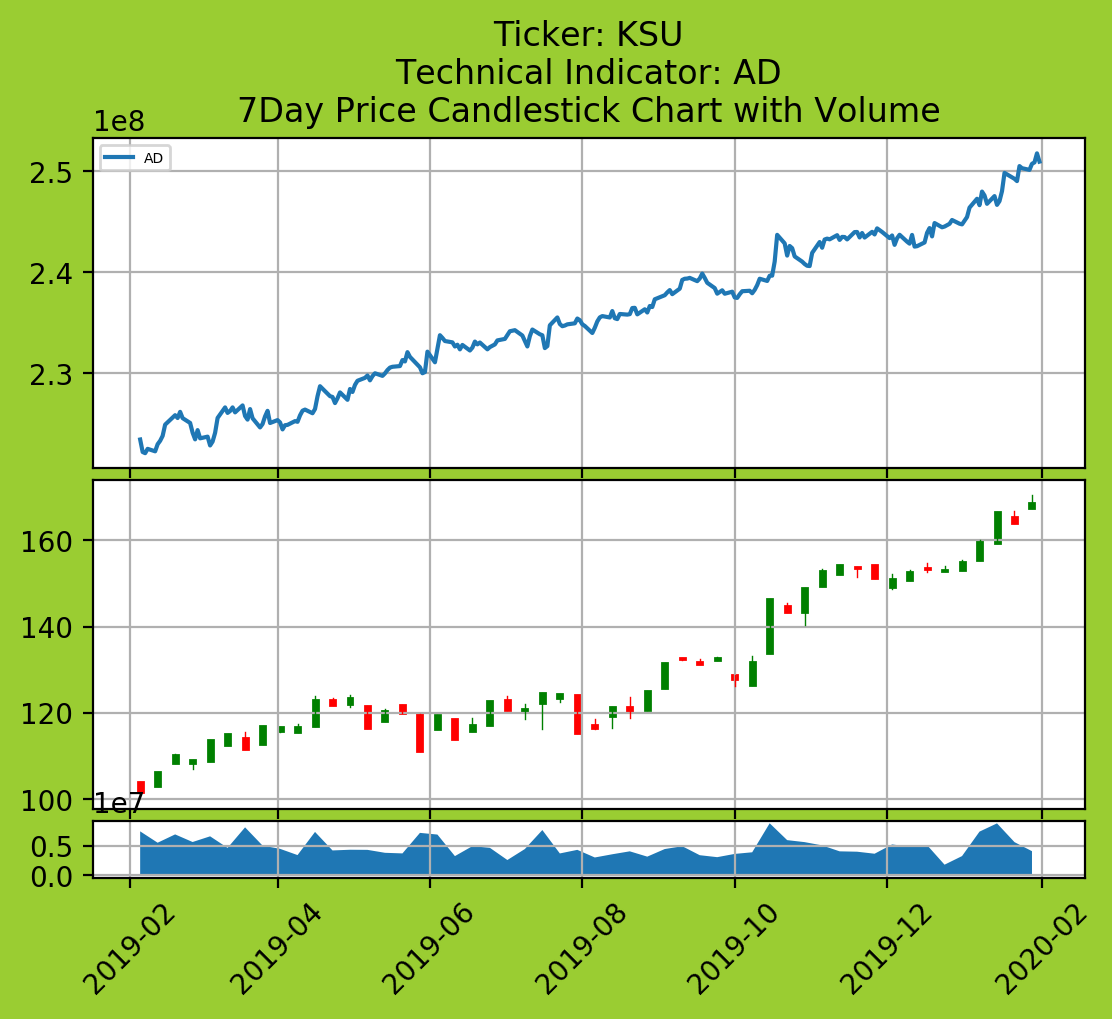 Ticker: KSU
Technical Indicator: AD
7Day Price Candlestick Chart with Volume
1e8
AD
2.5
2.4
2.3
160
140
120
100
1e7
0.5
0.0
2019-02
2019-04
2019-06
2019-08
2019-10
2019-12
2020-02